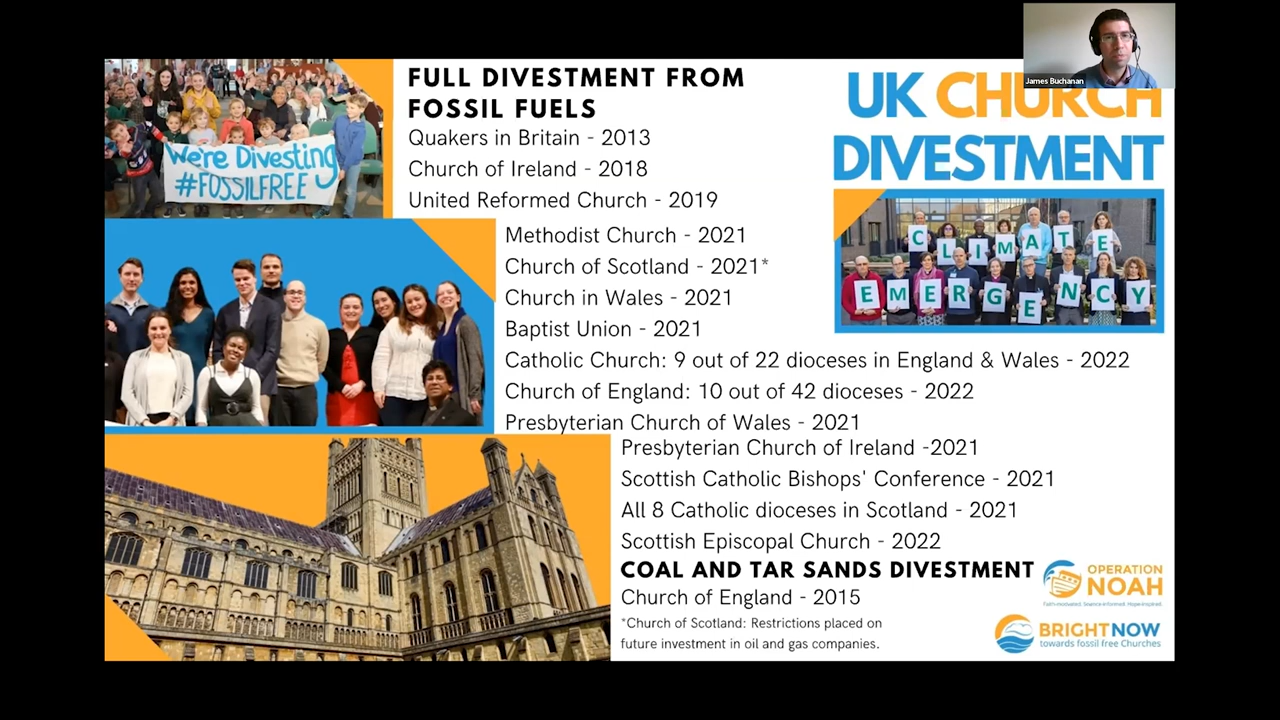 James Buchanan
UK CHURCH
DIVESTMENT
FULL DIVESTMENT FROM
FOSSIL FUELS
Quakers in Britain - 2013
Church of Ireland - 2018
United Reformed Church - 2019
We're Divesting
#FOSSILFREE
Methodist Church - 2021
Church of Scotland - 2021*
Church in Wales - 2021
Baptist Union - 2021
Catholic Church: 9 out of 22 dioceses in England & Wales - 2022
Church of England: 10 out of 42 dioceses - 2022
Presbyterian Church of Wales - 2021
CLIMATE
EMERGENCY
Presbyterian Church of Ireland -2021
Scottish Catholic Bishops' Conference - 2021
All 8 Catholic dioceses in Scotland - 2021
Scottish Episcopal Church - 2022
COAL AND TAR SANDS DIVESTMENT
Church of England - 2015
*Church of Scotland: Restrictions placed on
future investment in oil and gas companies.
OPERATION
NOAH
Faith-motivated. Science-informed. Hope-inspired.
BRIGHTNOW
towards fossil free Churches